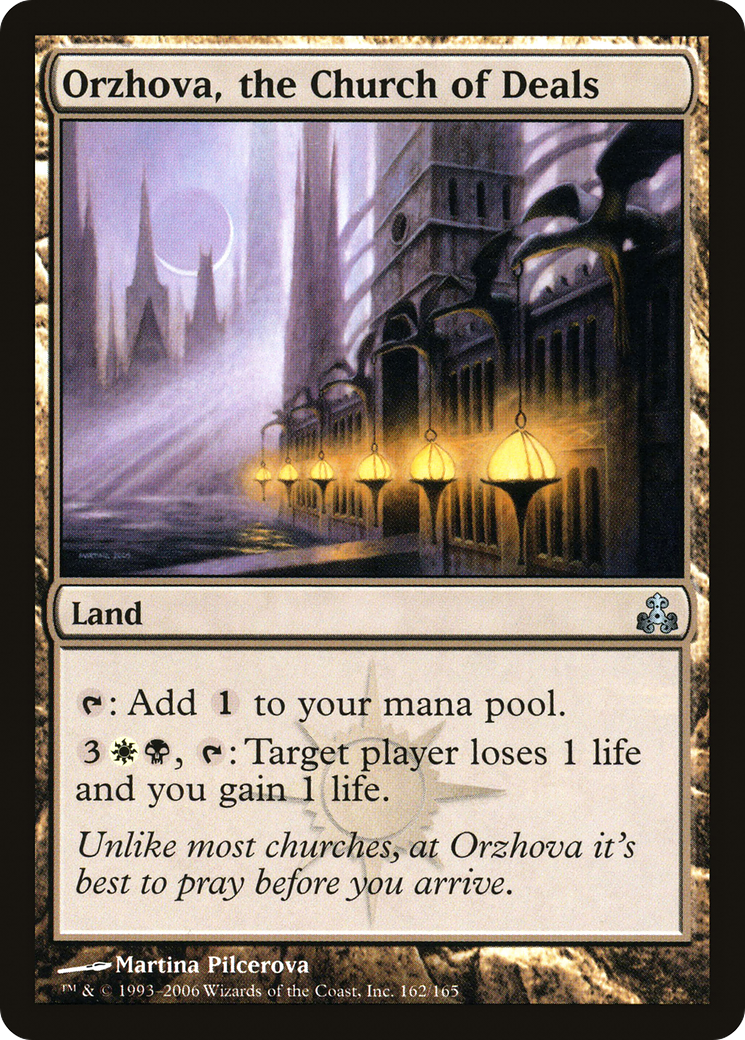 Orzhova, the Church of Deals
MARTINA 2005
Land
: Add 1 to your mana pool.
3, : Target player loses 1 life
and you gain 1 life.
Unlike most churches, at Orzhova it's
best to pray before you arrive.
Martina Pilcerova
™ & © 1993–2006 Wizards of the Coast, Inc. 162/165